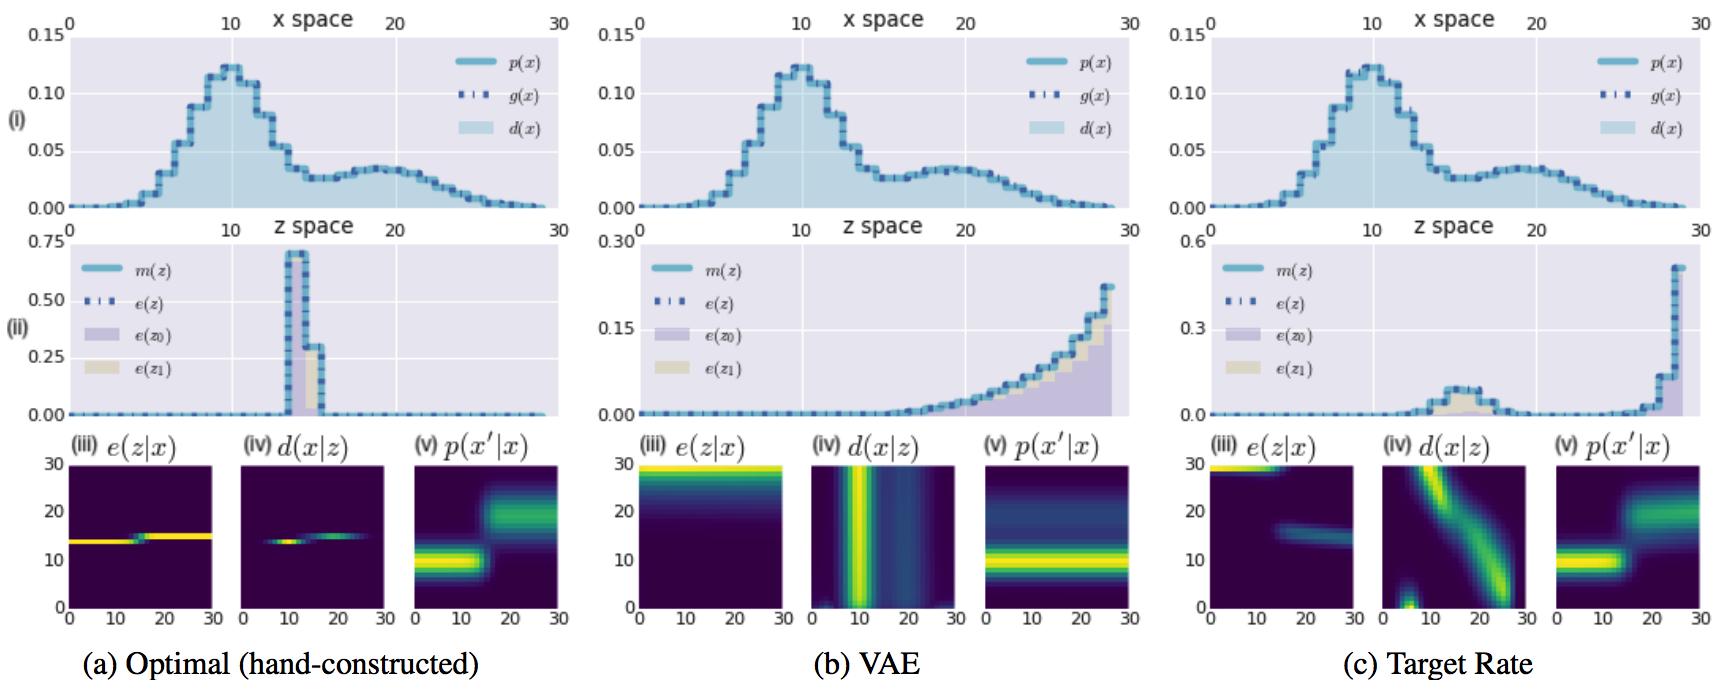 0 10 20 30 0 10 20 30 0 10 20 30
x space x space x space
0.15 0.15 0.15
p(x) p(x) p(x)
0.10 g(x) 0.10 g(x) 0.10 g(x)
(i) d(x) d(x) d(x)
0.05 0.05 0.05
0.00 0.00 0.00
0 10 20 30 0 10 20 30 0 10 20 30
z space z space z space
0.75 0.30 0.6
m(z) m(z) m(z)
0.50 e(z) e(z) e(z)
(ii) 0.15 0.3
e(z₀) e(z₀) e(z₀)
0.25 e(z₁) e(z₁) e(z₁)
0.00 0.00 0.0
(iii) e(z|x) (iv) d(x|z) (v) p(x′|x) (iii) e(z|x) (iv) d(x|z) (v) p(x′|x) (iii) e(z|x) (iv) d(x|z) (v) p(x′|x)
30 30 30
20 20 20
10 10 10
0 0 0
0 10 20 30 0 10 20 30 0 10 20 30 0 10 20 30 0 10 20 30 0 10 20 30 0 10 20 30 0 10 20 30 0 10 20 30
(a) Optimal (hand-constructed) (b) VAE (c) Target Rate